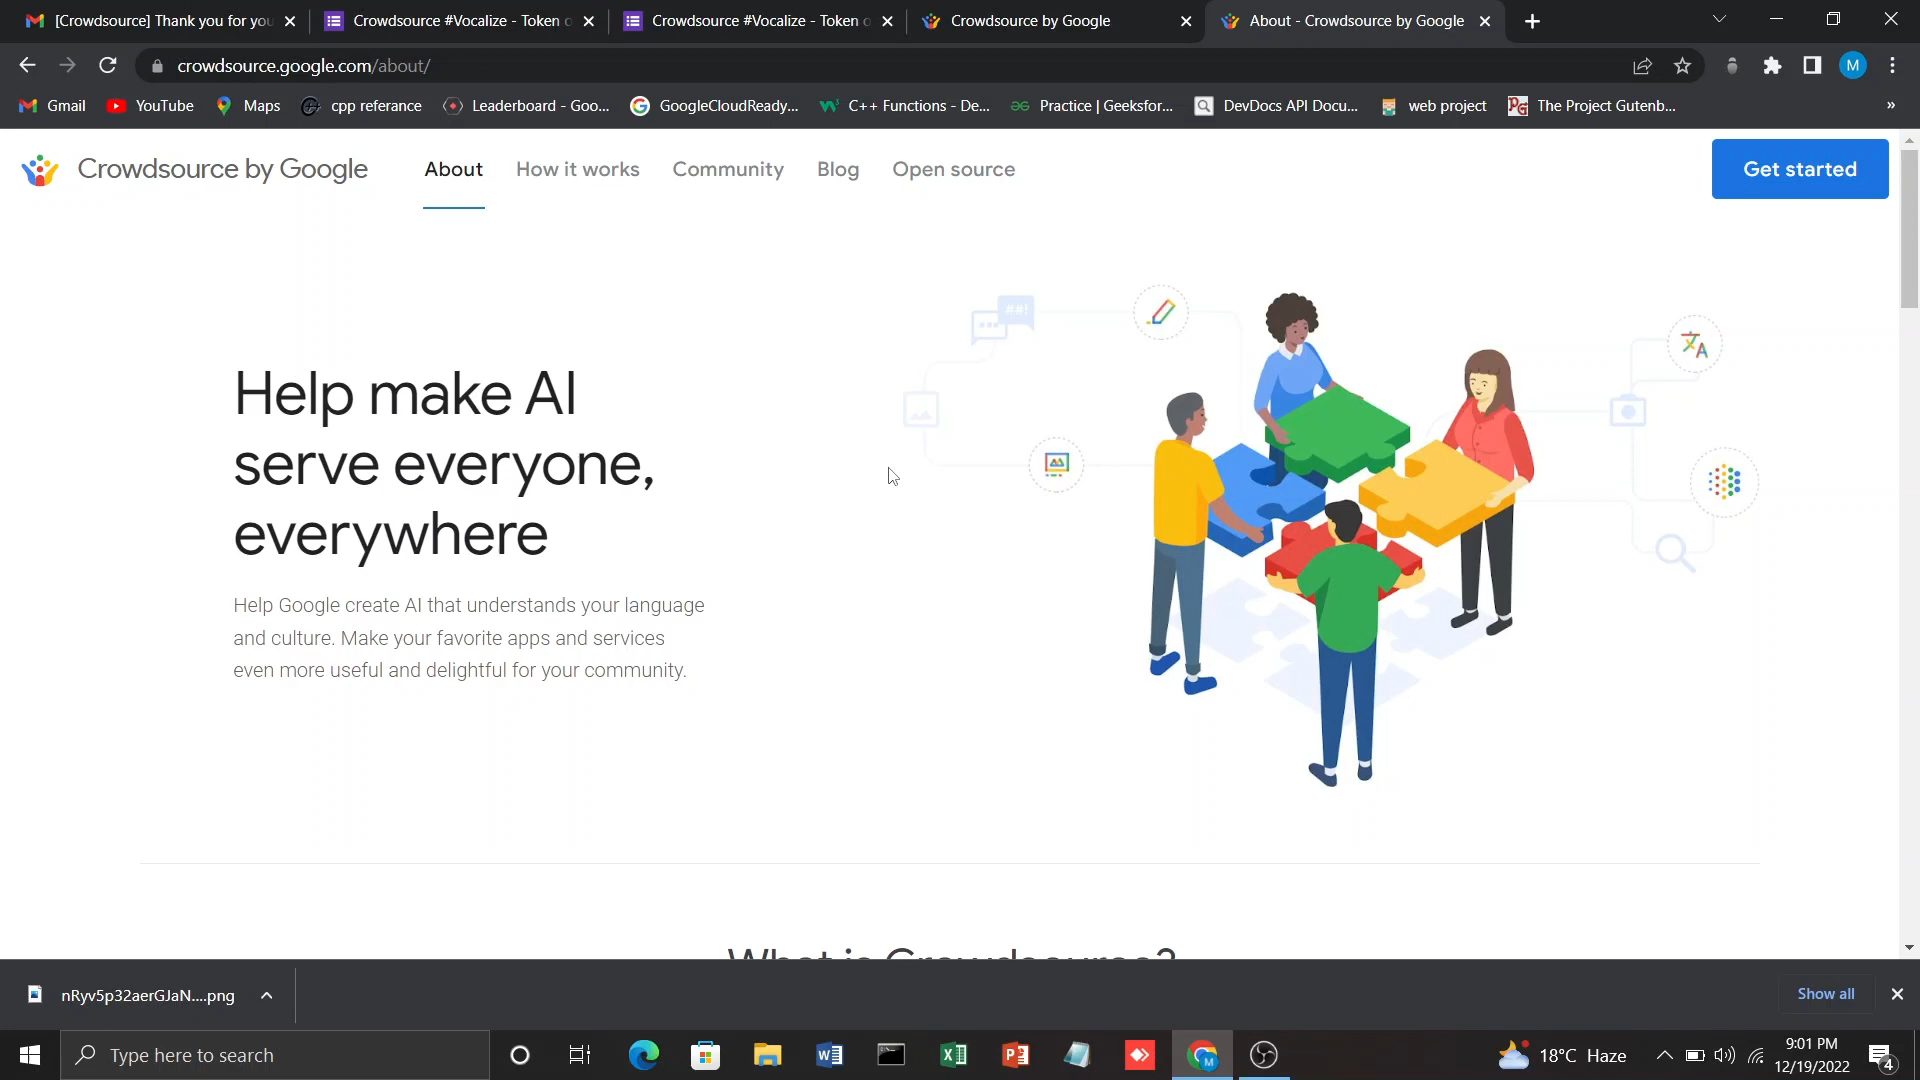 [Crowdsource] Thank you for you
Crowdsource #Vocalize - Token o
Crowdsource #Vocalize - Token o
Crowdsource by Google
About - Crowdsource by Google
crowdsource.google.com/about/
M
Gmail
YouTube
Maps
cpp referance
Leaderboard - Goo...
GoogleCloudReady...
C++ Functions - De...
Practice | Geeksfor...
DevDocs API Docu...
web project
The Project Gutenb...
»
Crowdsource by Google
About
How it works
Community
Blog
Open source
Get started
##!
Help make AI
serve everyone,
everywhere
Help Google create AI that understands your language
and culture. Make your favorite apps and services
even more useful and delightful for your community.
What is Crowdsource?
nRyv5p32aerGJaN....png
Show all
Type here to search
18°C Haze
9:01 PM
12/19/2022
4